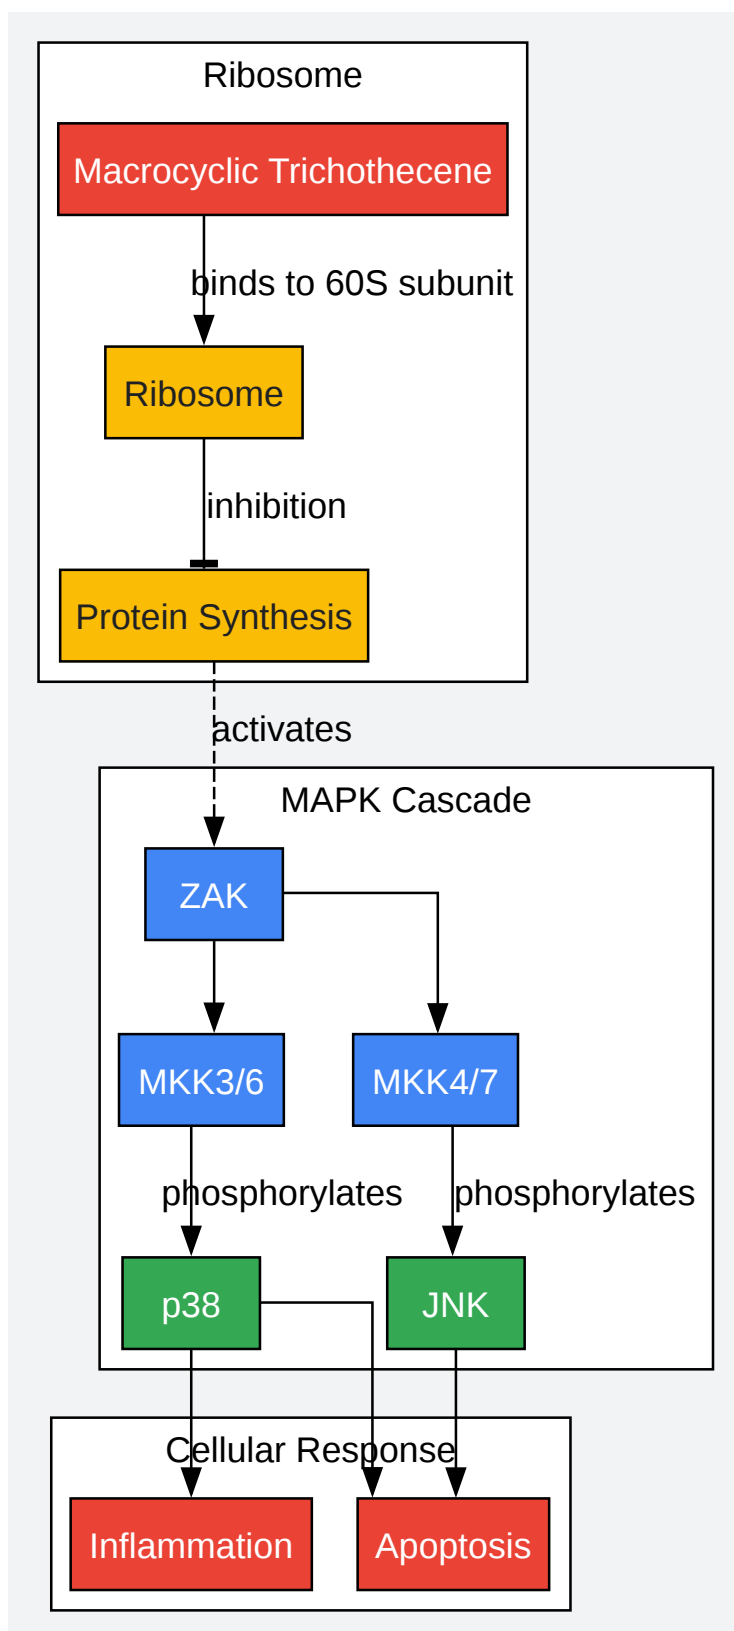 Ribosome
Macrocyclic Trichothecene
binds to 60S subunit
Ribosome
inhibition
Protein Synthesis
activates
MAPK Cascade
ZAK
MKK3/6
MKK4/7
phosphorylates
phosphorylates
p38
JNK
Cellular Response
Inflammation
Apoptosis